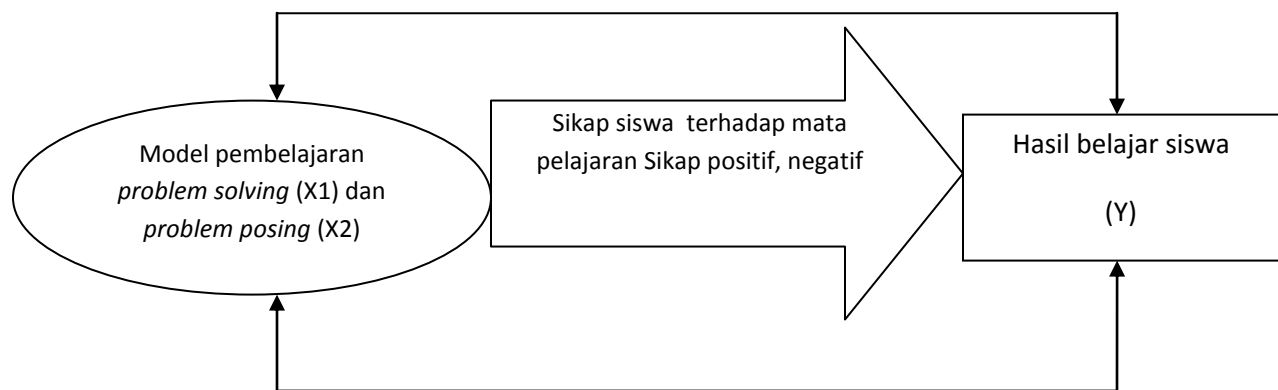 Model pembelajaran
problem solving (X1) dan
problem posing (X2)
Sikap siswa terhadap mata
pelajaran Sikap positif, negatif
Hasil belajar siswa
(Y)